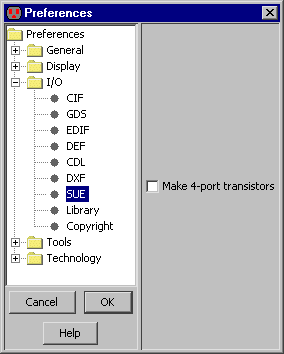 Preferences
Preferences
General
Display
I/O
CIF
GDS
EDIF
DEF
CDL
DXF
SUE
Library
Copyright
Tools
Technology
Make 4-port transistors
Cancel
OK
Help